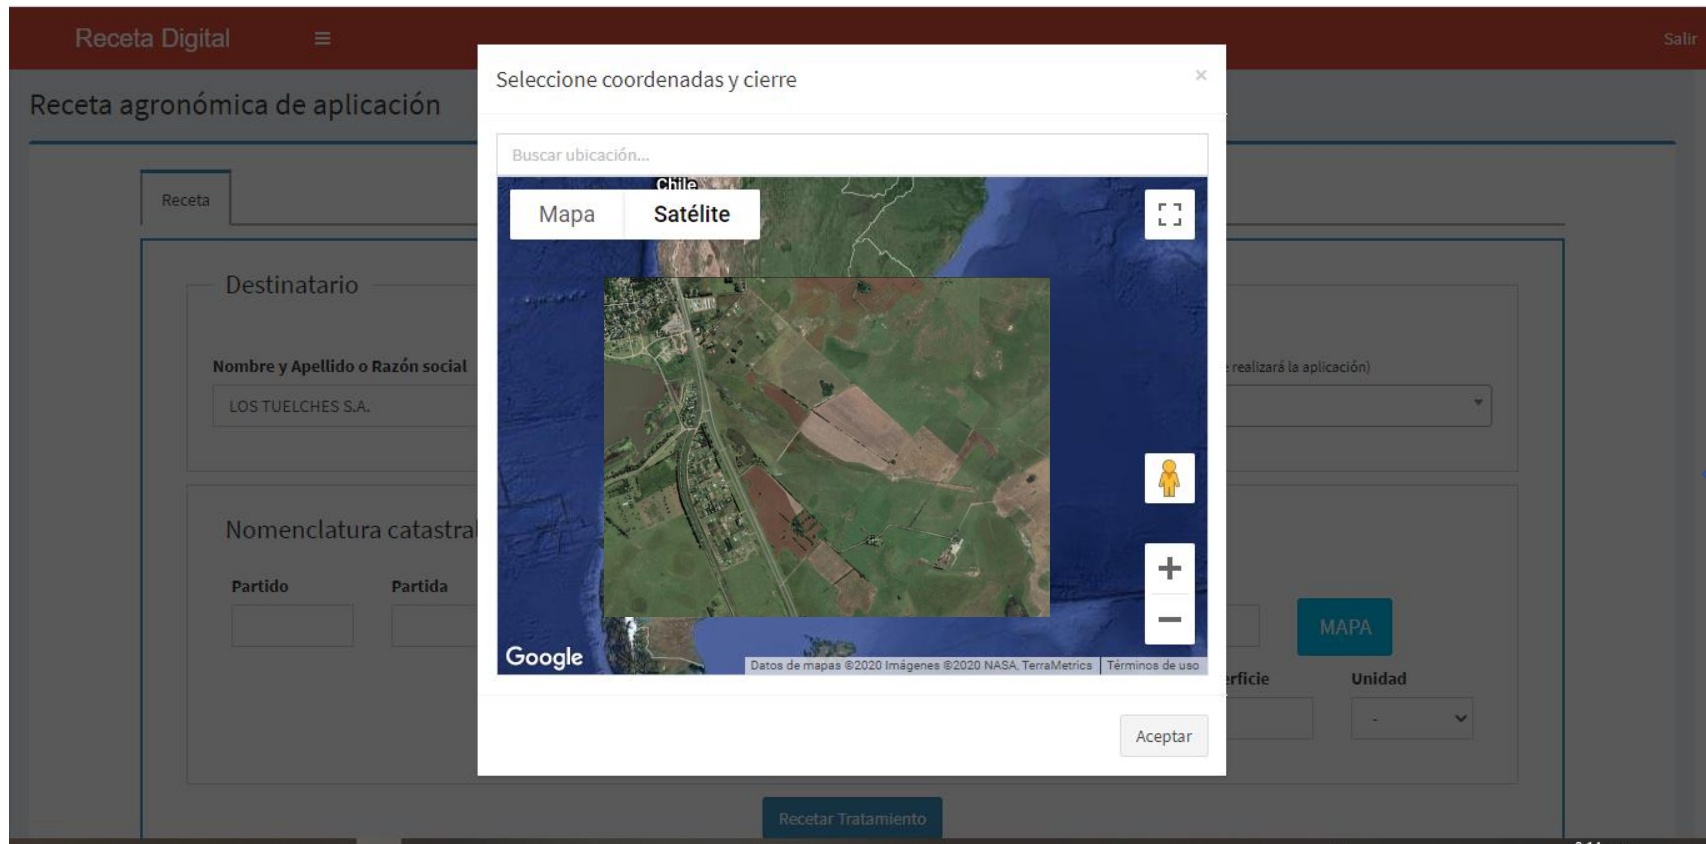 Receta Digital
Salir
Receta agronómica de aplicación
Seleccione coordenadas y cierre
×
Buscar ubicación...
Receta
Chile
Mapa
Satélite
Destinatario
Nombre y Apellido o Razón social
realizará la aplicación)
LOS TUELCHES S.A.
Nomenclatura catastral
Partido
Partida
MAPA
Google
Datos de mapas ©2020 Imágenes ©2020 NASA, TerraMetrics
Términos de uso
erficie
Unidad
-
Aceptar
Recetar Tratamiento